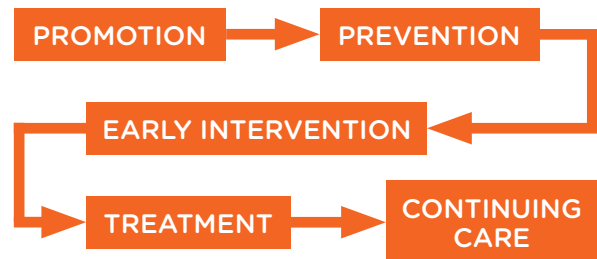 PROMOTION
PREVENTION
EARLY INTERVENTION
TREATMENT
CONTINUING
CARE